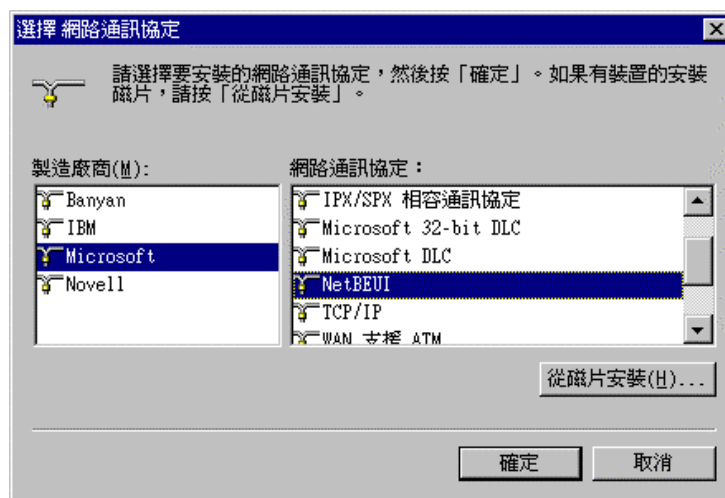 選擇 網路通訊協定
請選擇要安裝的網路通訊協定，然後按「確定」。如果有裝置的安裝
磁片，請按「從磁片安裝」。
製造廠商(M):
網路通訊協定：
Banyan
IBM
Microsoft
Novell
IPX/SPX 相容通訊協定
Microsoft 32-bit DLC
Microsoft DLC
NetBEUI
TCP/IP
WAN 支援 ATM
從磁片安裝(H)...
確定
取消